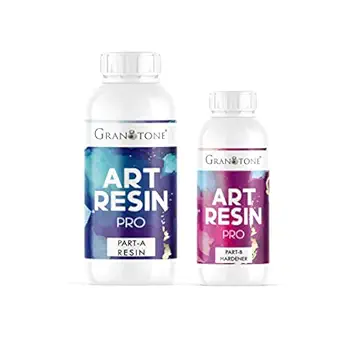 GRANOTONE
ART
RESIN
PRO
PART-A
RESIN
GRANOTONE
ART
RESIN
PRO
PART-B
HARDENER